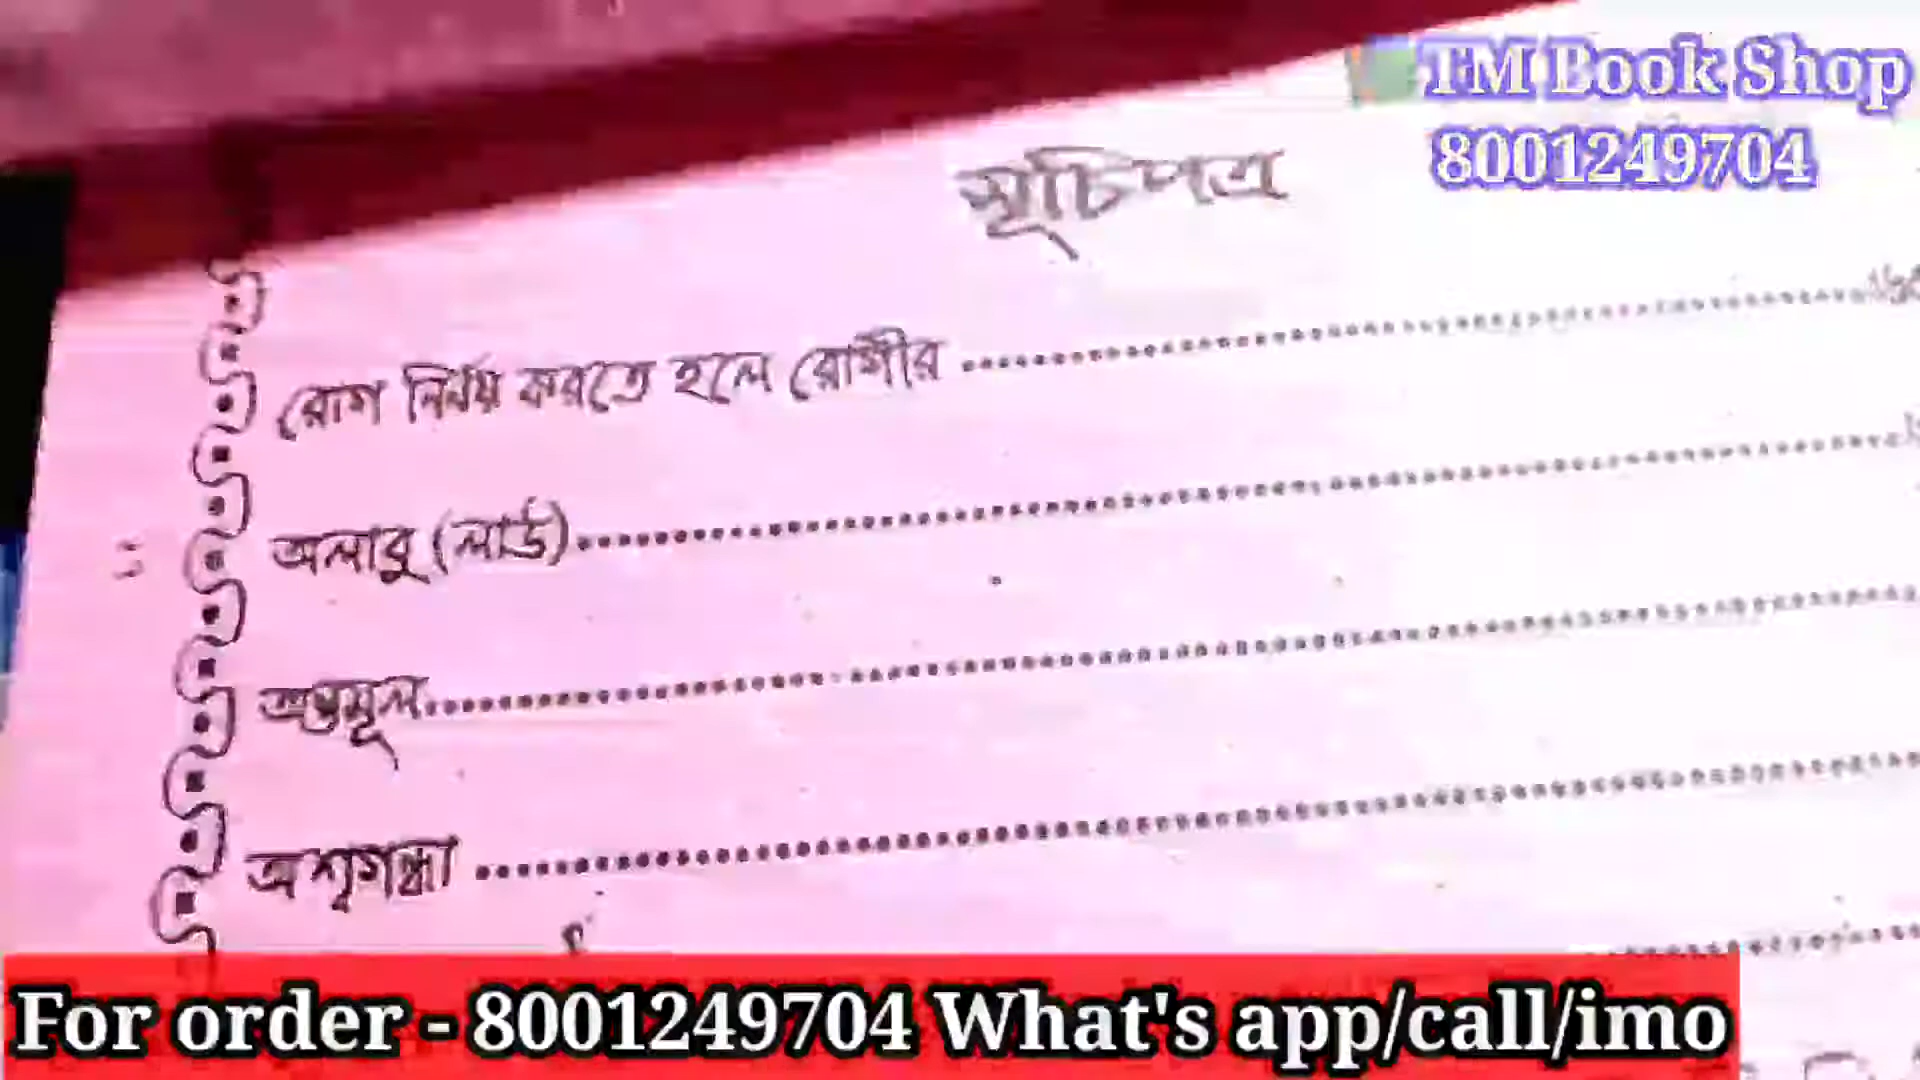 TM Book Shop
8001249704
সূচিপত্র
রোগ নির্ণয় করতে হলে রোগীর ........................
অলাবু (লাউ)........................
........................
অশ্বগন্ধা ........................
For order - 8001249704 What's app/call/imo